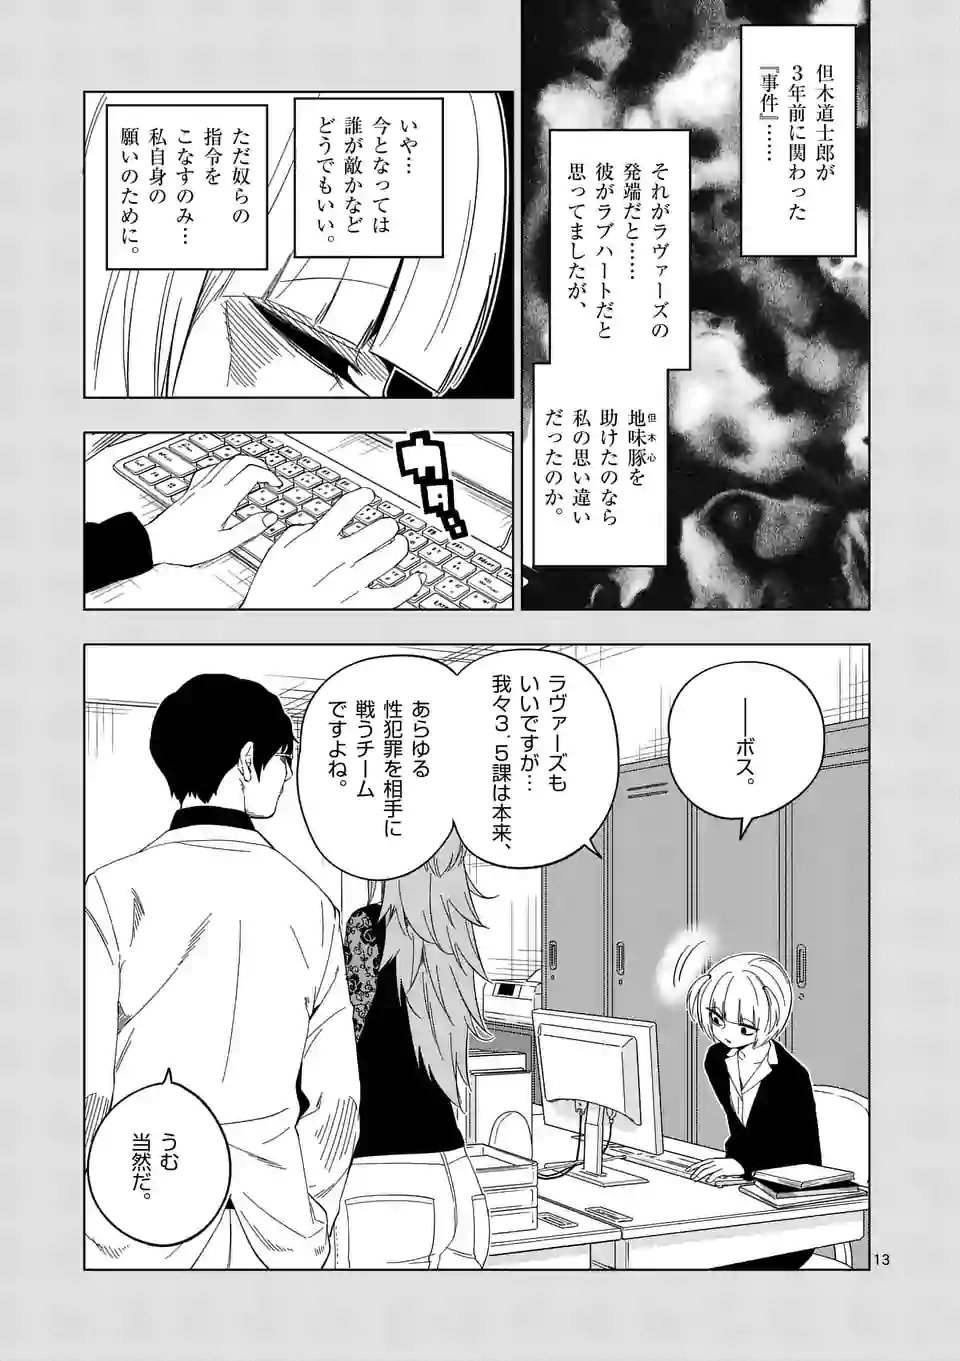 但木道士郎が
3年前に関わった
『事件』……
それがラヴァーズの
発端だと……
彼がラブハートだと
思ってましたが、
地味豚を
但木心
助けたのなら
私の思い違い
だったのか。
いや…
今となっては
誰が敵かなど
どうでもいい。
ただ奴らの
指令を
こなすのみ…
私自身の
願いのために。
──ボス。
ラヴァーズも
いいですが…
我々3.5課は本来、
あらゆる
性犯罪を相手に
戦うチーム
ですよね。
うむ
当然だ。
13